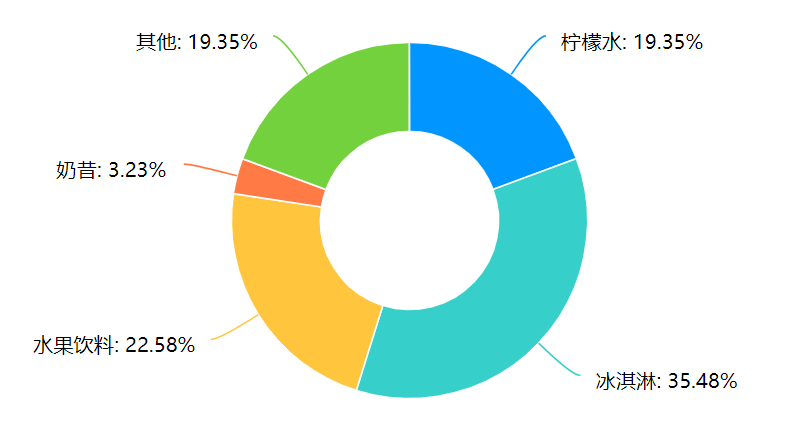 其他: 19.35%
柠檬水: 19.35%
奶昔: 3.23%
水果饮料: 22.58%
冰淇淋: 35.48%